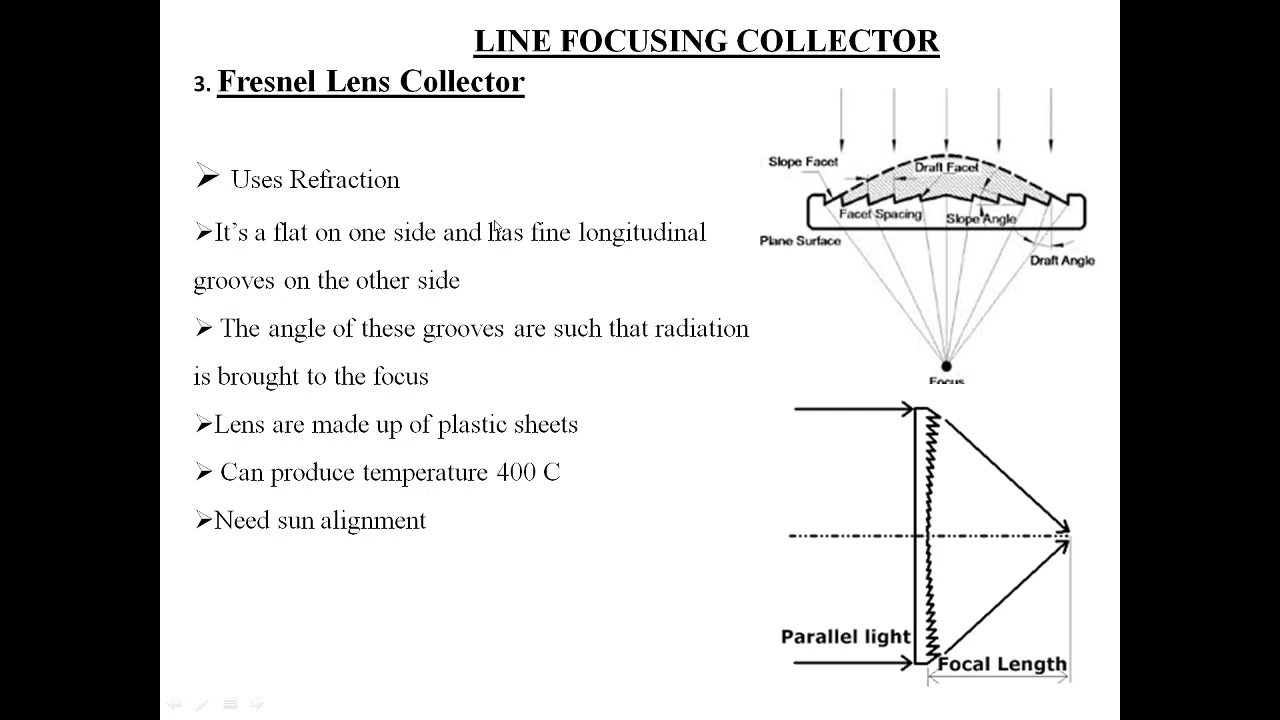 LINE FOCUSING COLLECTOR
3. Fresnel Lens Collector
➢ Uses Refraction
➢It’s a flat on one side and has fine longitudinal
grooves on the other side
➢ The angle of these grooves are such that radiation
is brought to the focus
➢Lens are made up of plastic sheets
➢ Can produce temperature 400 C
➢Need sun alignment
Slope Facet
Draft Facet
Facet Spacing
Slope Angle
Plane Surface
Draft Angle
Focus
Parallel light
Focal Length